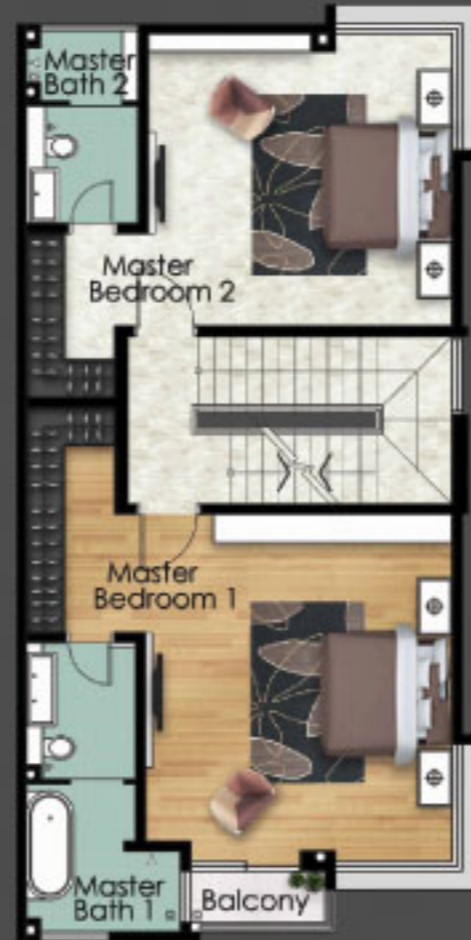 Master
Bath 2
Master
Bedroom 2
Master
Bedroom 1
Master
Bath 1
Balcony